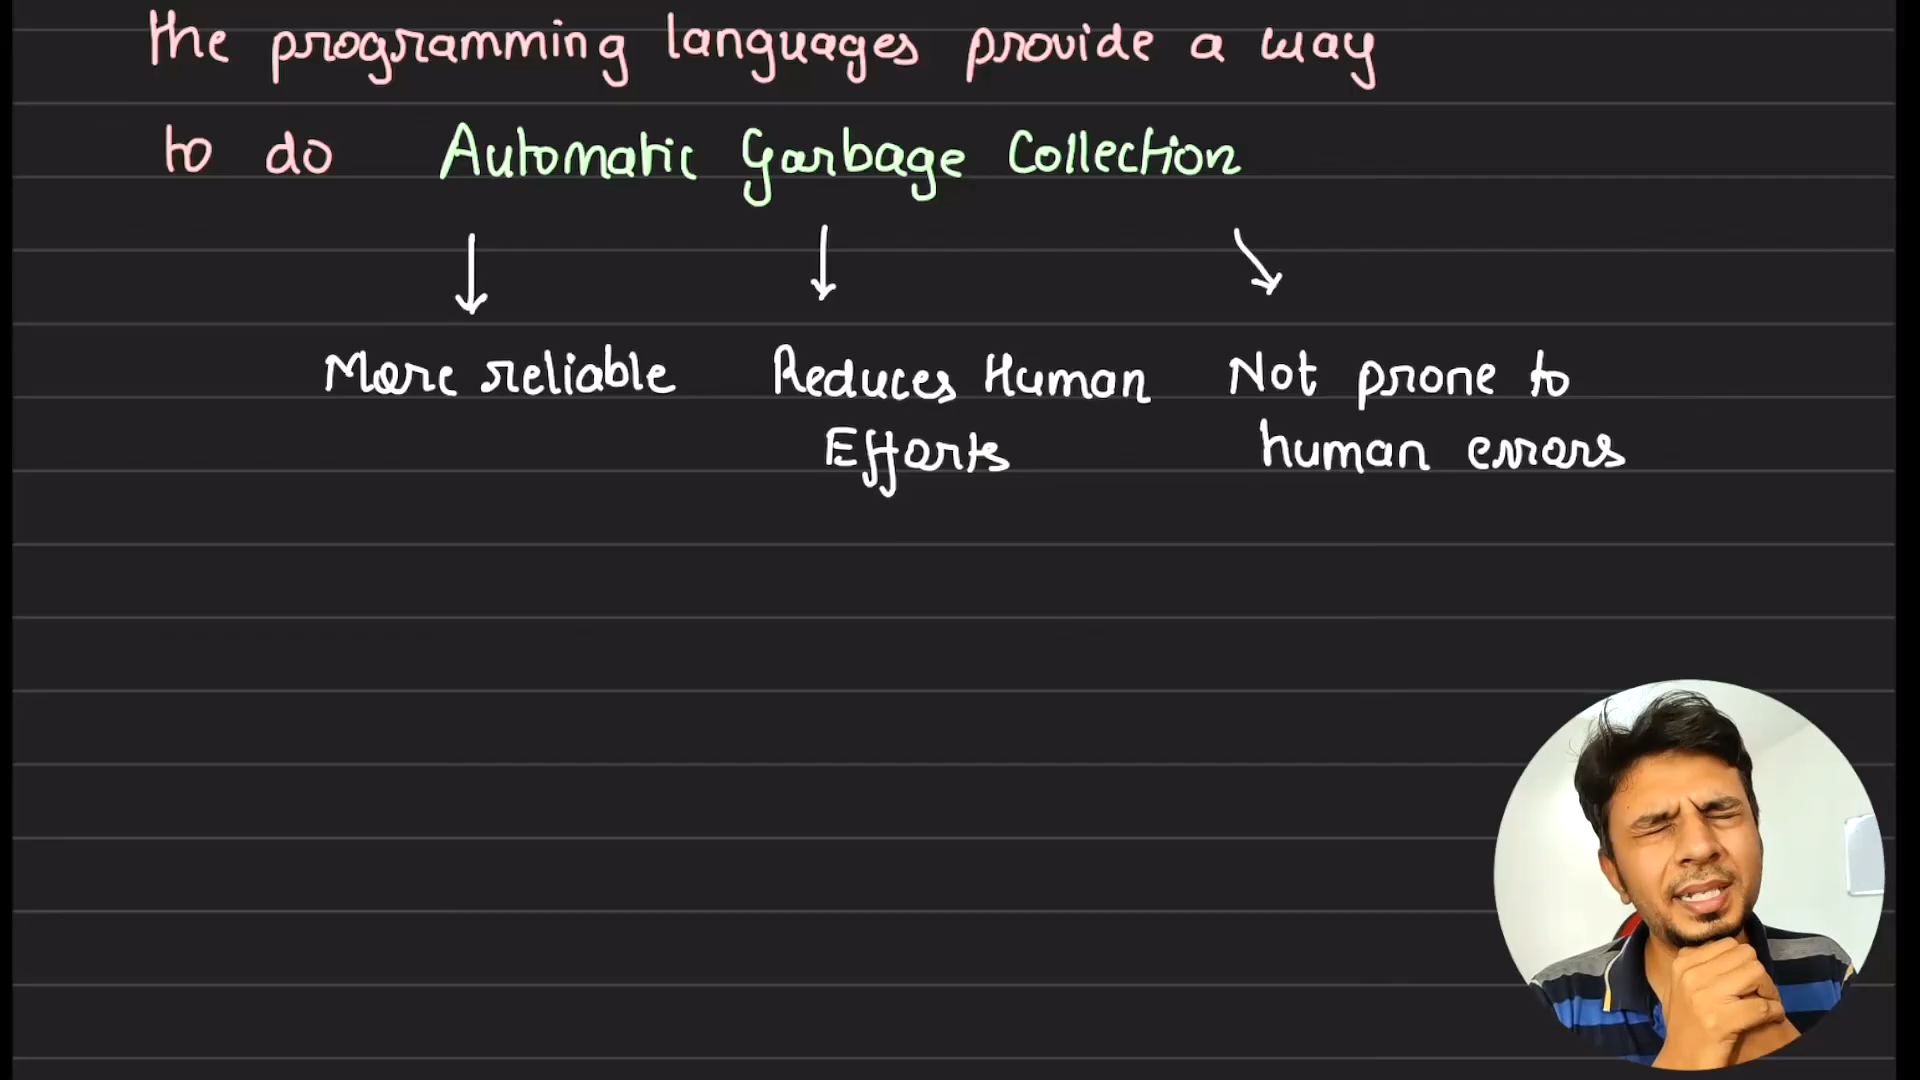 the programming languages provide a way
to do Automatic Garbage Collection
More reliable Reduces Human Not prone to
Efforts human errors